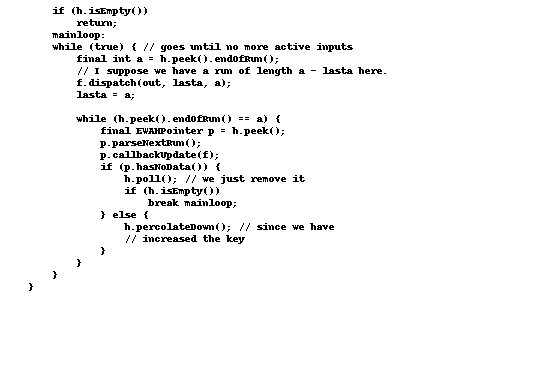 if (h.isEmpty())
return;
mainloop:
while (true) { // goes until no more active inputs
final int a = h.peek().endOfRun();
// I suppose we have a run of length a - lasta here.
f.dispatch(out, lasta, a);
lasta = a;
while (h.peek().endOfRun() == a) {
final EWAHPointer p = h.peek();
p.parseNextRun();
p.callbackUpdate(f);
if (p.hasNoData()) {
h.poll(); // we just remove it
if (h.isEmpty())
break mainloop;
} else {
h.percolateDown(); // since we have
// increased the key
}
}
}
}